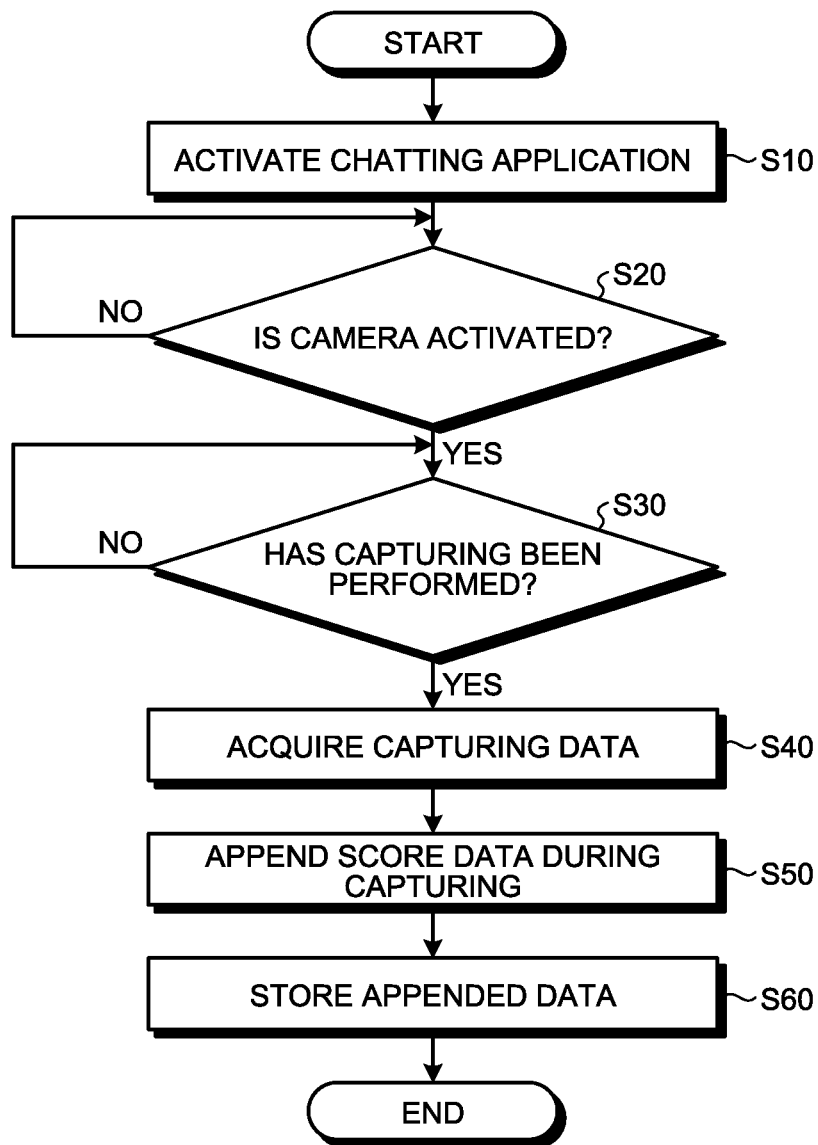 START
ACTIVATE CHATTING APPLICATION
S10
S20
NO
IS CAMERA ACTIVATED?
YES
S30
NO
HAS CAPTURING BEEN
PERFORMED?
YES
ACQUIRE CAPTURING DATA
S40
APPEND SCORE DATA DURING
CAPTURING
S50
STORE APPENDED DATA
S60
END